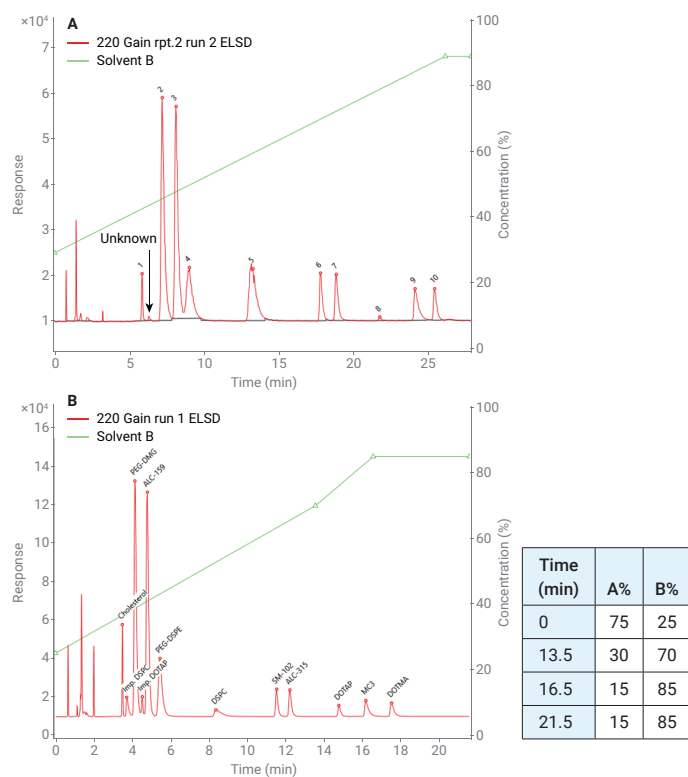 A
×10⁴
220 Gain rpt.2 run 2 ELSD
Solvent B
7
6
5
4
3
2
1
Response
100
80
60
40
20
0
Concentration (%)
Unknown
1
2
3
4
5
6
7
8
9
10
0
5
10
15
20
25
Time (min)
B
×10⁴
220 Gain run 1 ELSD
Solvent B
16
14
12
10
8
6
4
2
0
Response
100
80
60
40
20
0
Concentration (%)
Cholesterol
Imp. DSPC
PEG-DMG
Imp. DOTAP
ALC-159
PEG-DSPE
DSPC
SM-102
ALC-315
DOTAP
MC3
DOTMA
0
2
4
6
8
10
12
14
16
18
20
Time (min)
Time (min) A% B%
0 75 25
13.5 30 70
16.5 15 85
21.5 15 85